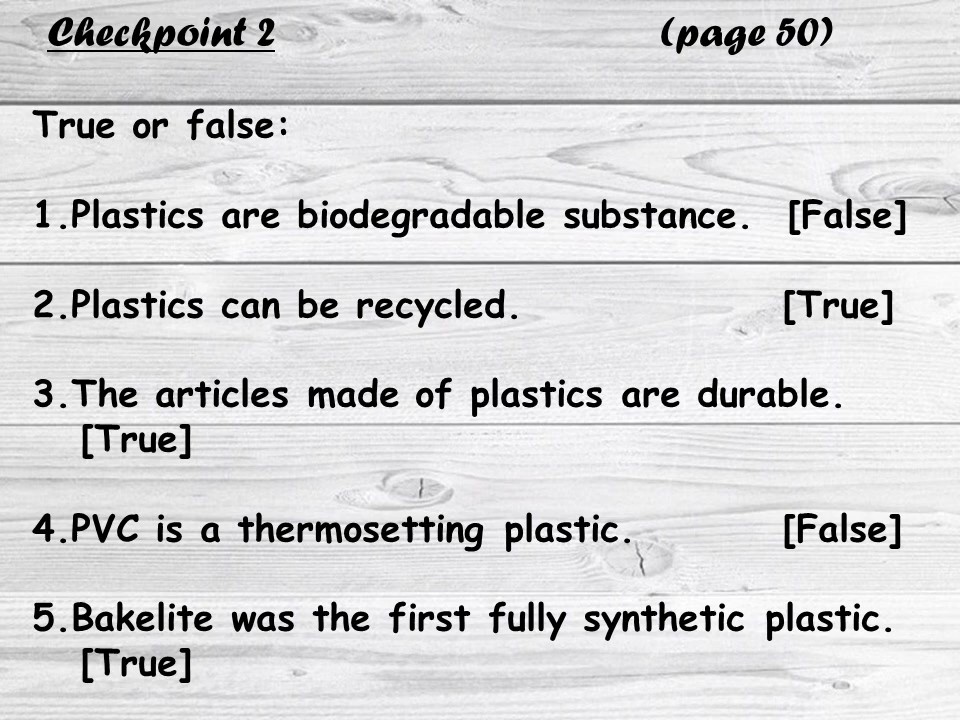 Checkpoint 2 (page 50)
True or false:
1.Plastics are biodegradable substance. [False]
2.Plastics can be recycled. [True]
3.The articles made of plastics are durable.
[True]
4.PVC is a thermosetting plastic. [False]
5.Bakelite was the first fully synthetic plastic.
[True]